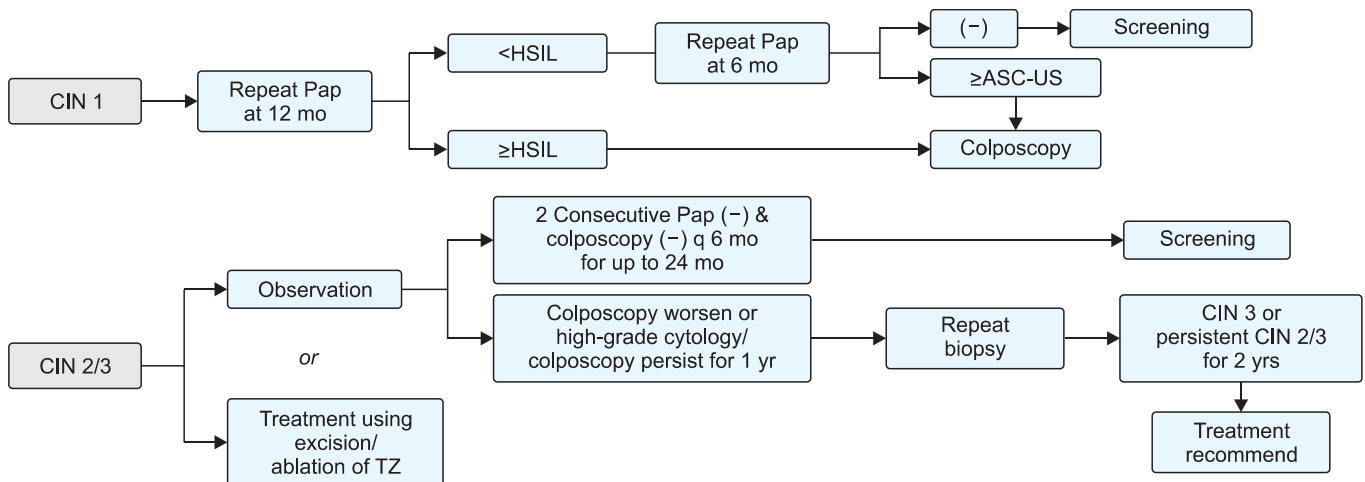 CIN 1
Repeat Pap
at 12 mo
<HSIL
Repeat Pap
at 6 mo
(−)
Screening
≥ASC-US
≥HSIL
Colposcopy
CIN 2/3
Observation
or
Treatment using
excision/
ablation of TZ
2 Consecutive Pap (−) &
colposcopy (−) q 6 mo
for up to 24 mo
Screening
Colposcopy worsen or
high-grade cytology/
colposcopy persist for 1 yr
Repeat
biopsy
CIN 3 or
persistent CIN 2/3
for 2 yrs
Treatment
recommend